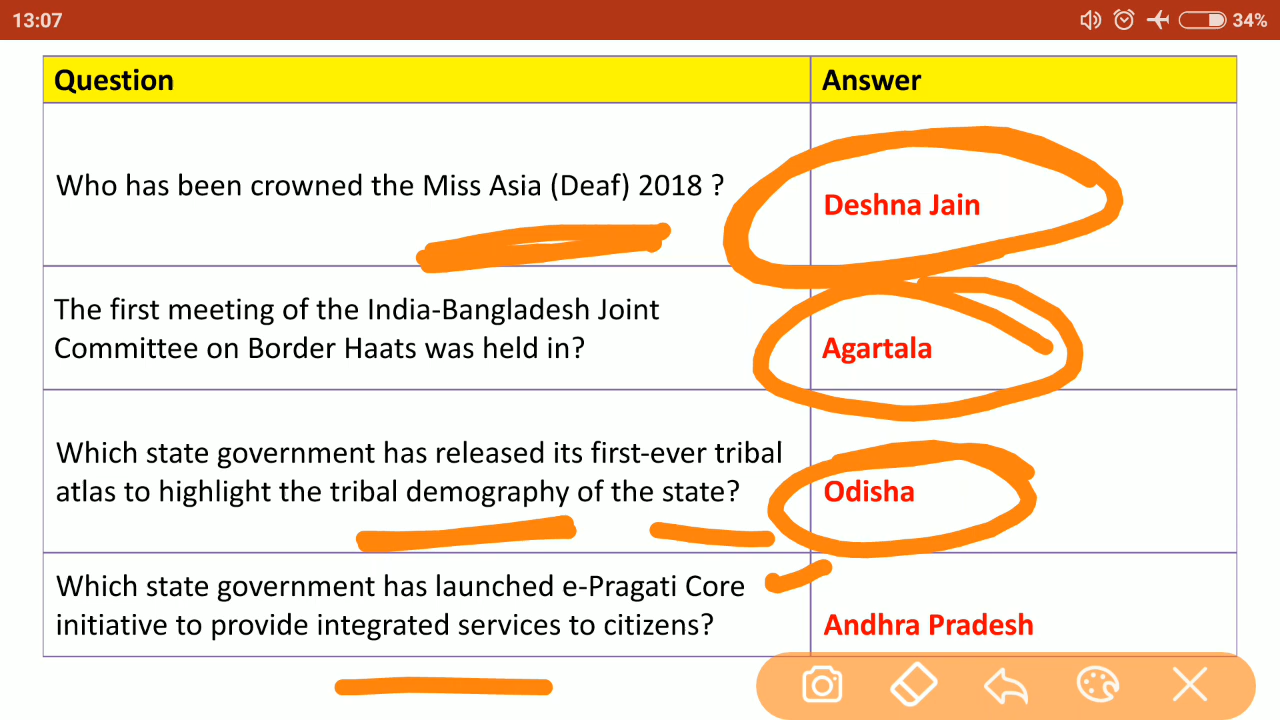 13:07
34%
Question
Answer
Who has been crowned the Miss Asia (Deaf) 2018 ?
Deshna Jain
The first meeting of the India-Bangladesh Joint
Committee on Border Haats was held in?
Agartala
Which state government has released its first-ever tribal
atlas to highlight the tribal demography of the state?
Odisha
Which state government has launched e-Pragati Core
initiative to provide integrated services to citizens?
Andhra Pradesh